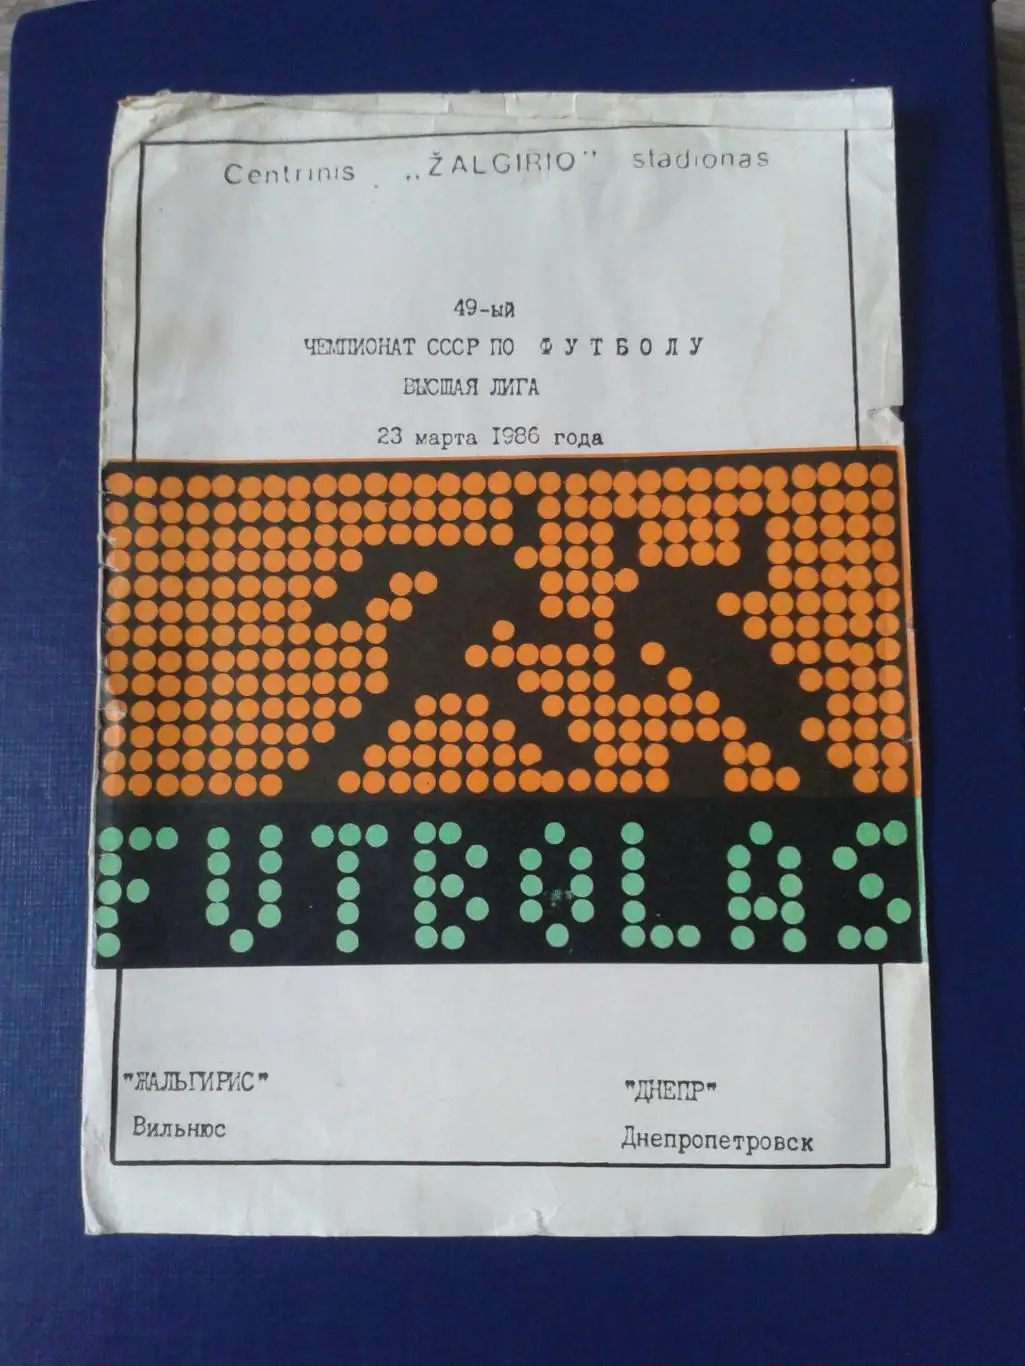 Centrinis „ŽALGIRIO" stadionas
49-ый
ЧЕМПИОНАТ СССР ПО ФУТБОЛУ
ВЫСШАЯ ЛИГА
23 марта 1986 года
FUTBOLAS
"ЖАЛЬГИРИС"
Вильнюс
"ДНЕПР"
Днепропетровск